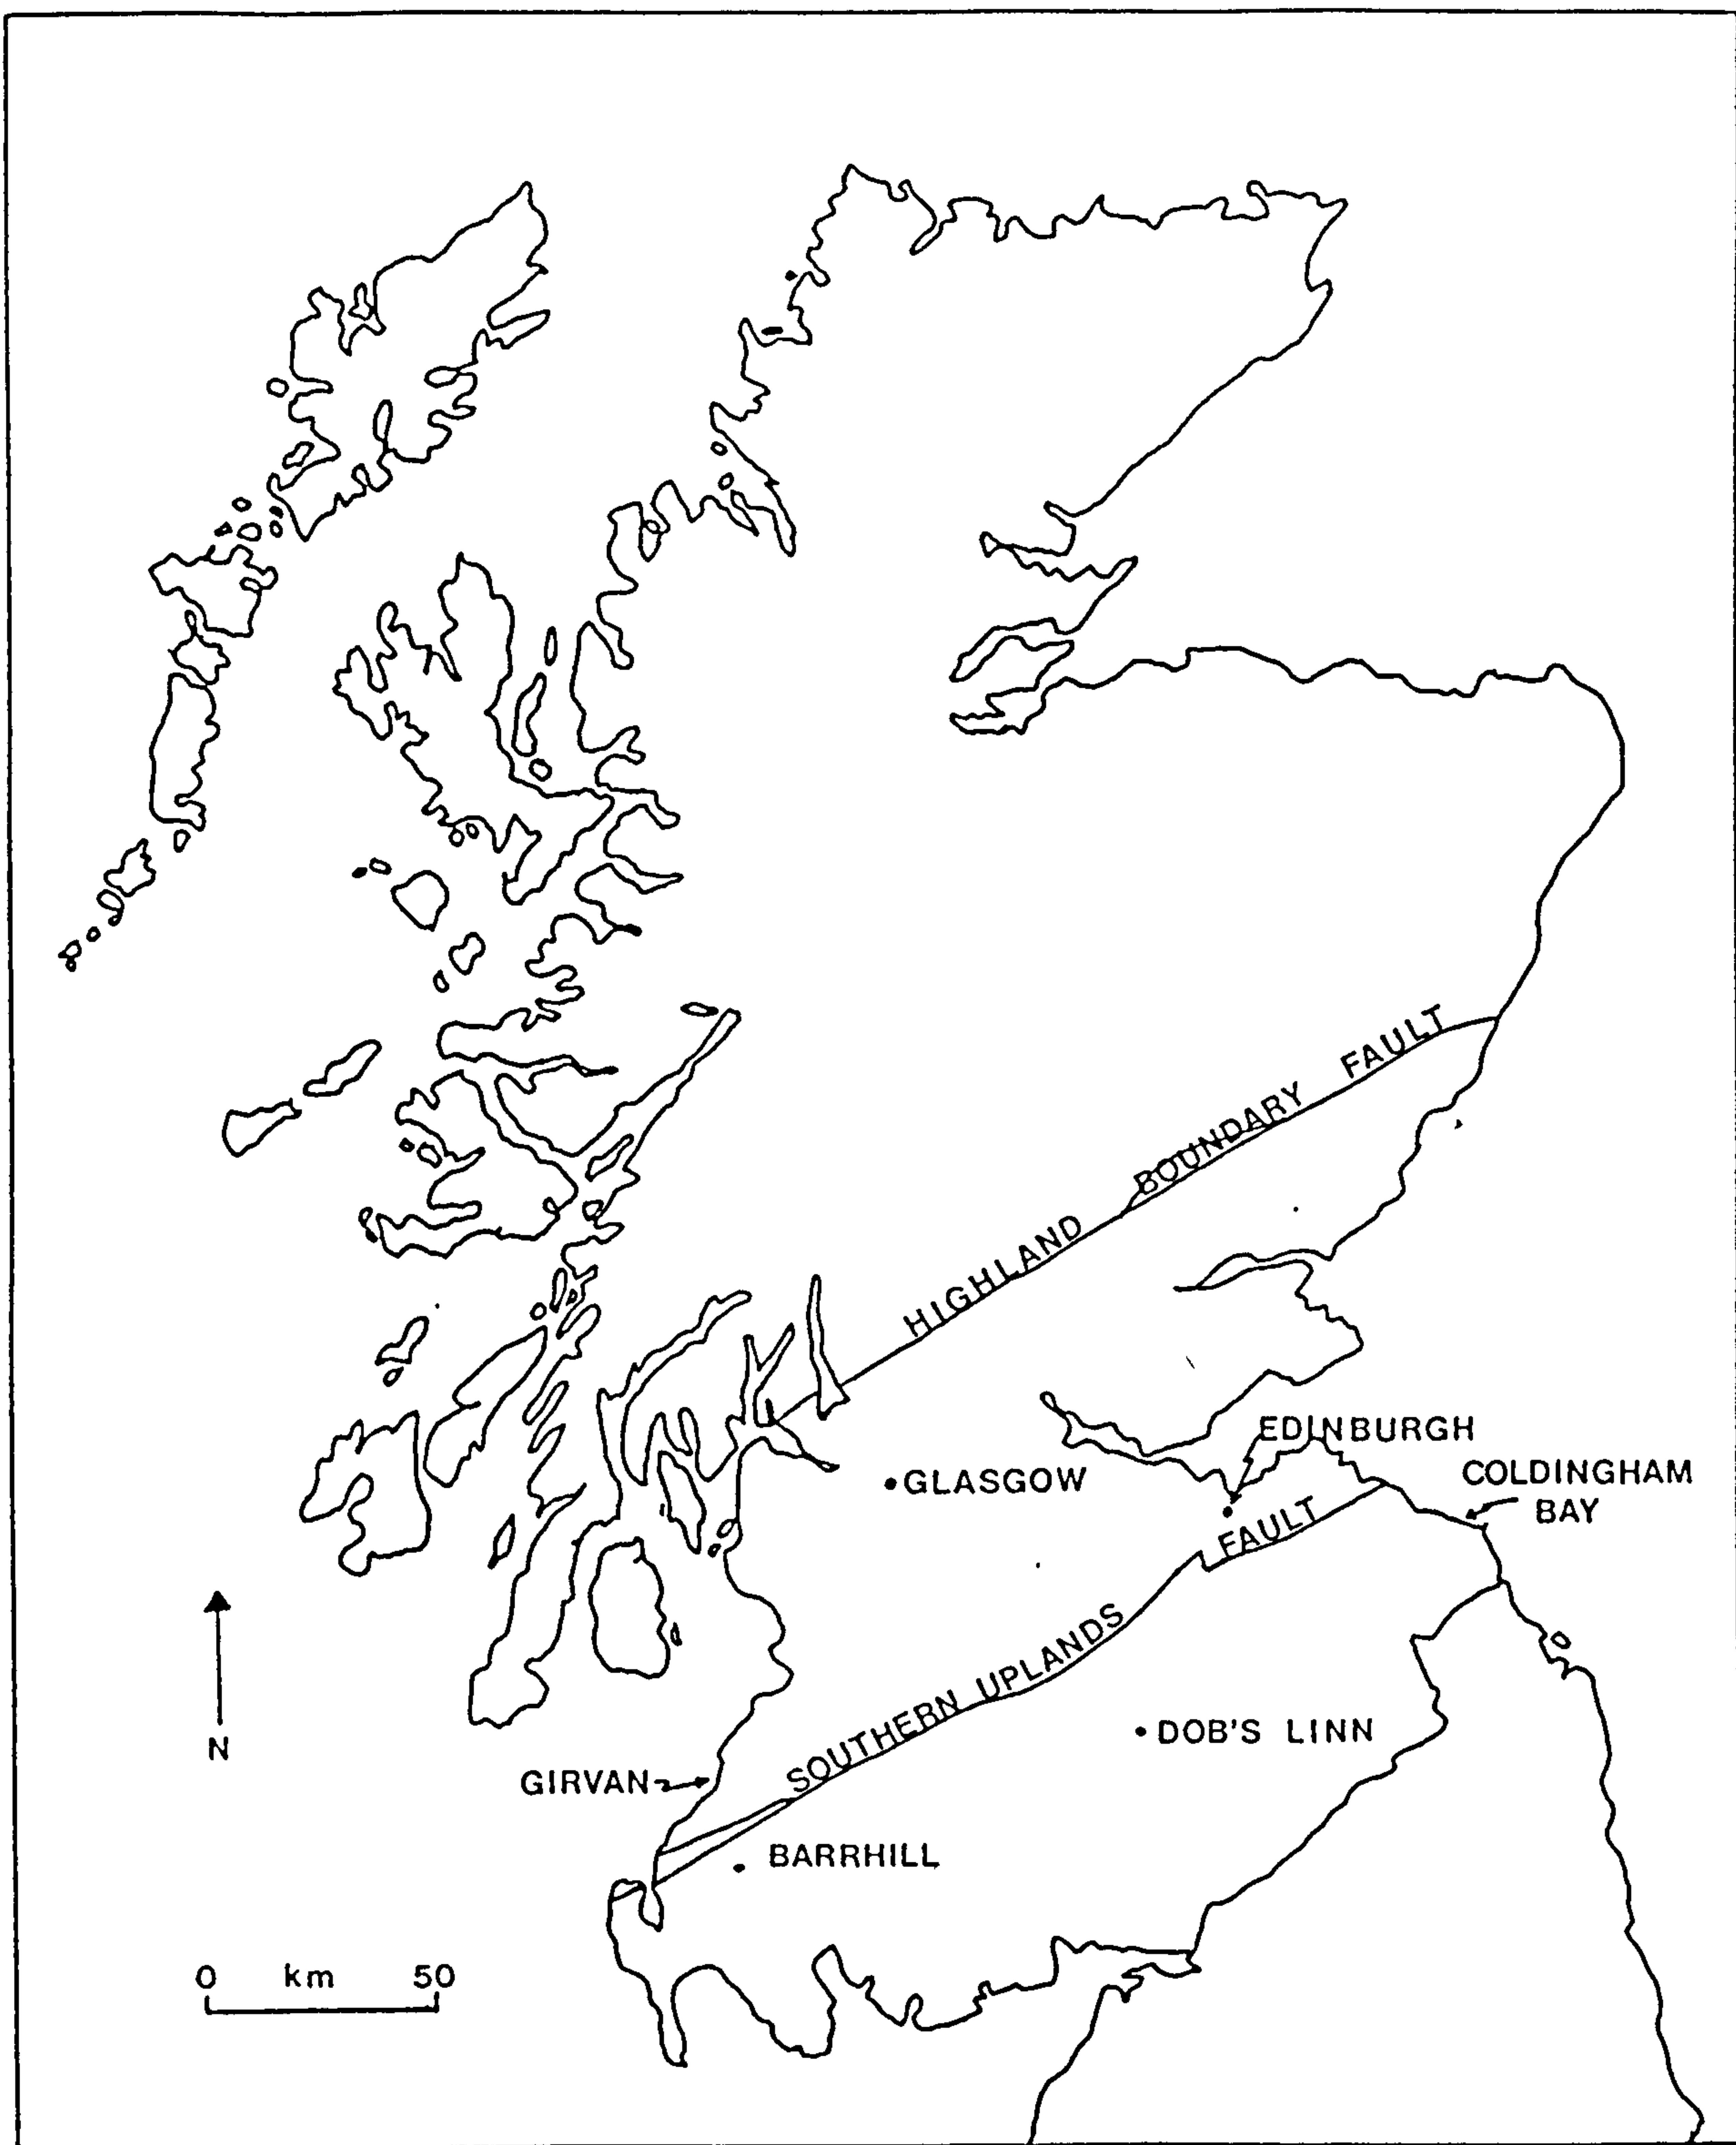 HIGHLAND BOUNDARY FAULT
EDINBURGH
GLASGOW
COLDINGHAM
BAY
SOUTHERN UPLANDS FAULT
DOB'S LINN
N
GIRVAN
BARRHILL
0 km 50